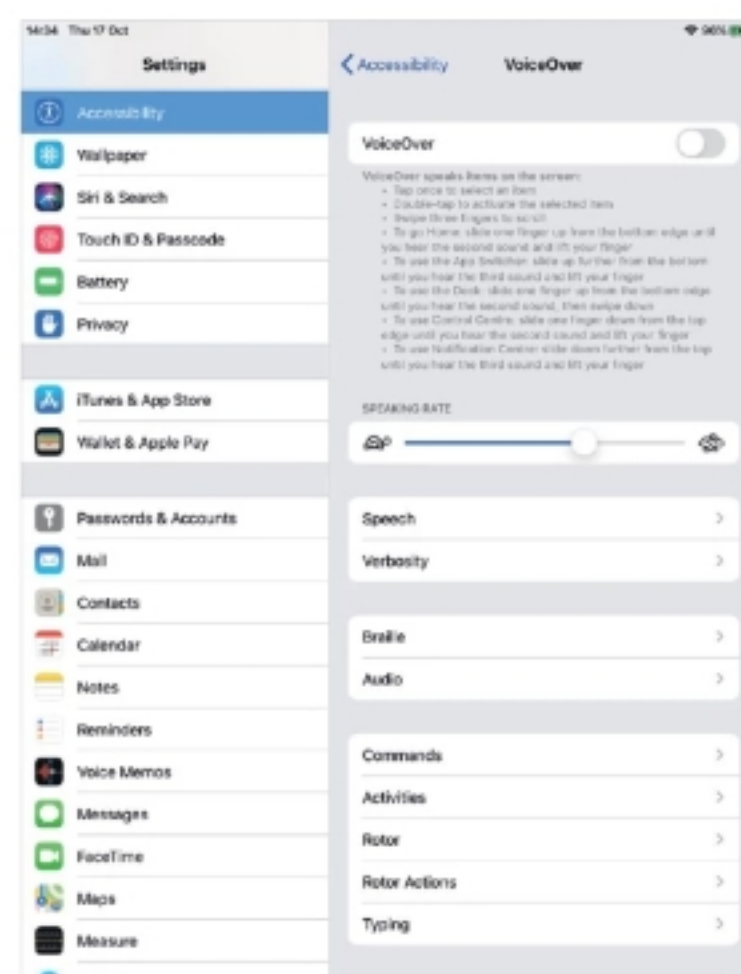 14:34 Thu 17 Oct
96%
Settings
Accessibility
Wallpaper
Siri & Search
Touch ID & Passcode
Battery
Privacy
iTunes & App Store
Wallet & Apple Pay
Passwords & Accounts
Mail
Contacts
Calendar
Notes
Reminders
Voice Memos
Messages
FaceTime
Maps
Measure
Accessibility
VoiceOver
VoiceOver
VoiceOver speaks items on the screen:
• Tap once to select an item
• Double-tap to activate the selected item
• Swipe three fingers to scroll
• To go Home: slide one finger up from the bottom edge until
you hear the second sound and lift your finger
• To use the App Switcher: slide up further from the bottom
until you hear the third sound and lift your finger
• To use the Dock: slide one finger up from the bottom edge
until you hear the second sound, then swipe down
• To use Control Centre: slide one finger down from the top
edge until you hear the second sound and lift your finger
• To use Notification Centre: slide down further from the top
until you hear the third sound and lift your finger
SPEAKING RATE
Speech
Verbosity
Braille
Audio
Commands
Activities
Rotor
Rotor Actions
Typing